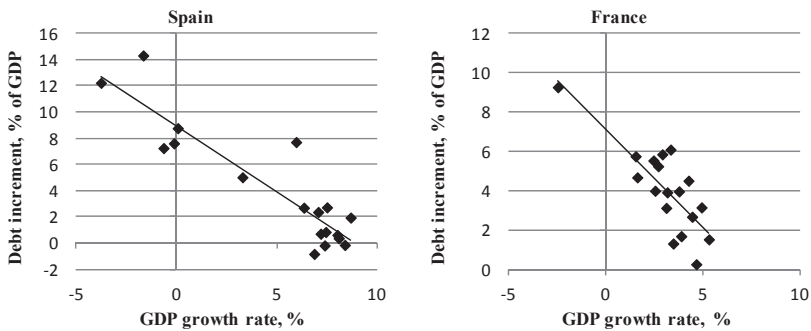 Spain
Debt increment, % of GDP
16
14
12
10
8
6
4
2
0
-2
-5 0 5 10
GDP growth rate, %
France
Debt increment, % of GDP
12
10
8
6
4
2
0
-5 0 5 10
GDP growth rate, %